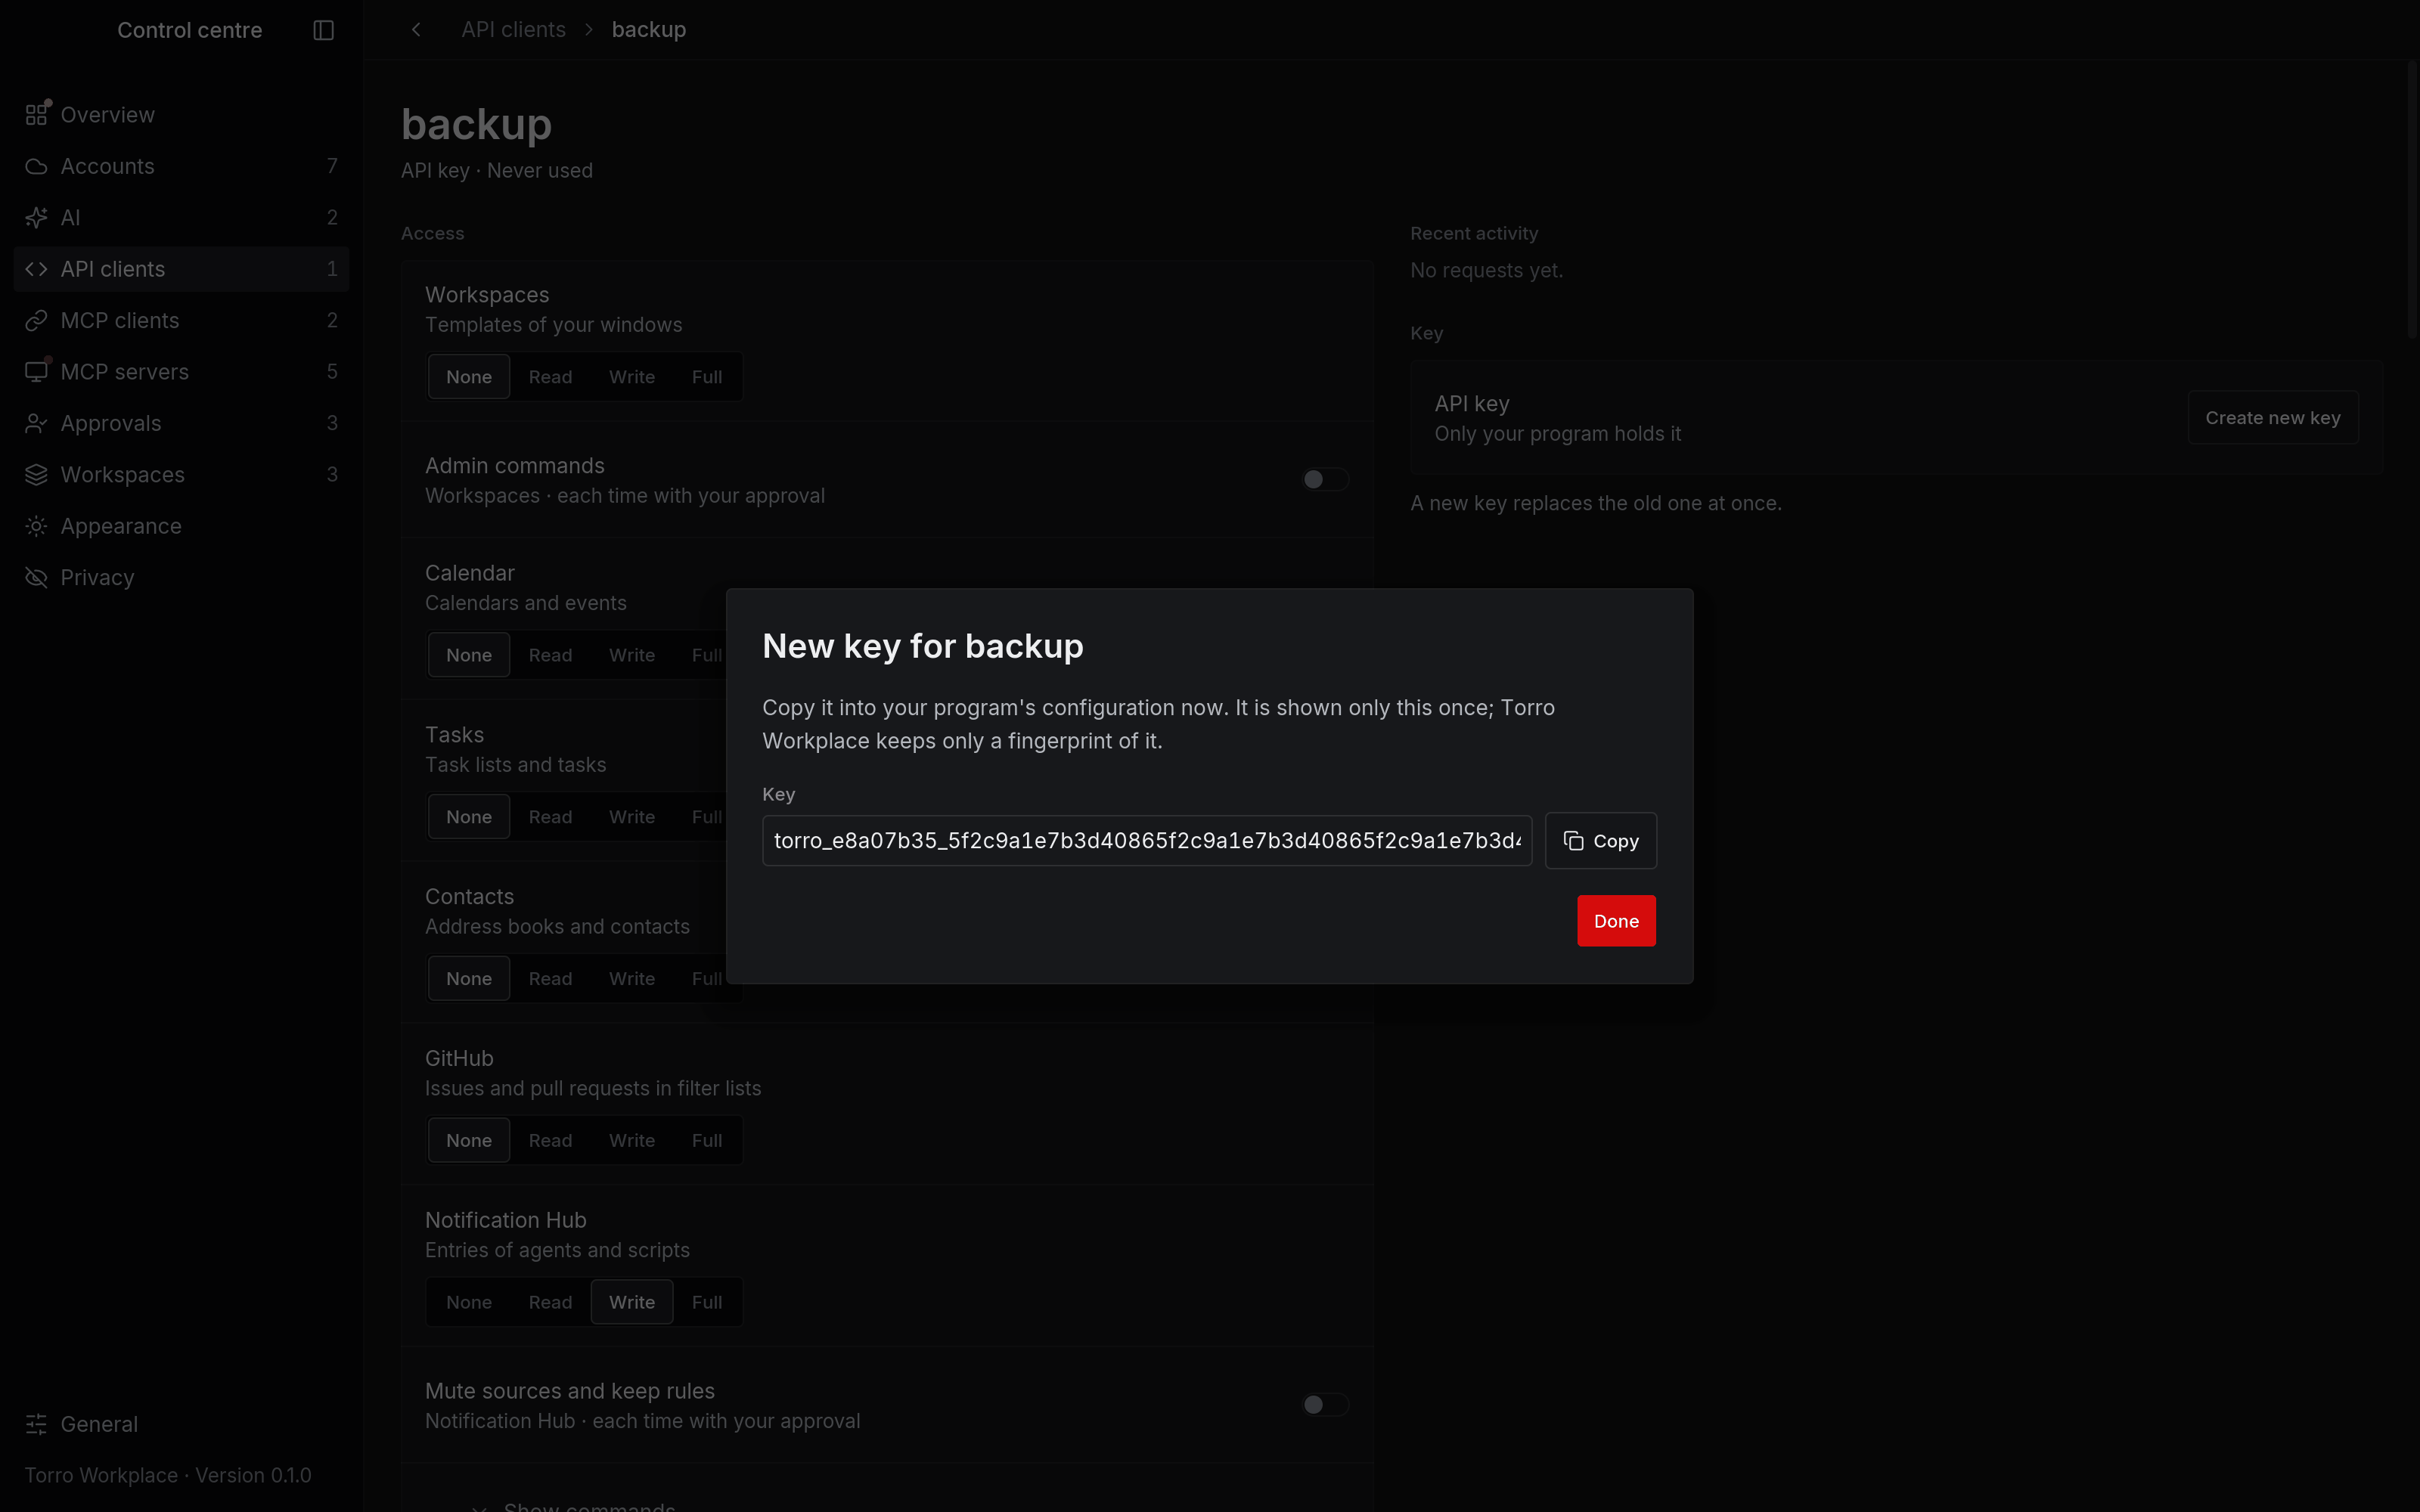 Control centre
API clients > backup
Overview
Accounts 7
AI 2
API clients 1
MCP clients 2
MCP servers 5
Approvals 3
Workspaces 3
Appearance
Privacy
General
Torro Workplace · Version 0.1.0
backup
API key · Never used
Access
Workspaces
Templates of your windows
None Read Write Full
Admin commands
Workspaces · each time with your approval
Calendar
Calendars and events
None Read Write Full
Tasks
Task lists and tasks
None Read Write Full
Contacts
Address books and contacts
None Read Write Full
GitHub
Issues and pull requests in filter lists
None Read Write Full
Notification Hub
Entries of agents and scripts
None Read Write Full
Mute sources and keep rules
Notification Hub · each time with your approval
Show commands
Recent activity
No requests yet.
Key
API key
Only your program holds it
Create new key
A new key replaces the old one at once.
New key for backup
Copy it into your program's configuration now. It is shown only this once; Torro
Workplace keeps only a fingerprint of it.
Key
torro_e8a07b35_5f2c9a1e7b3d40865f2c9a1e7b3d40865f2c9a1e7b3d4
Copy
Done